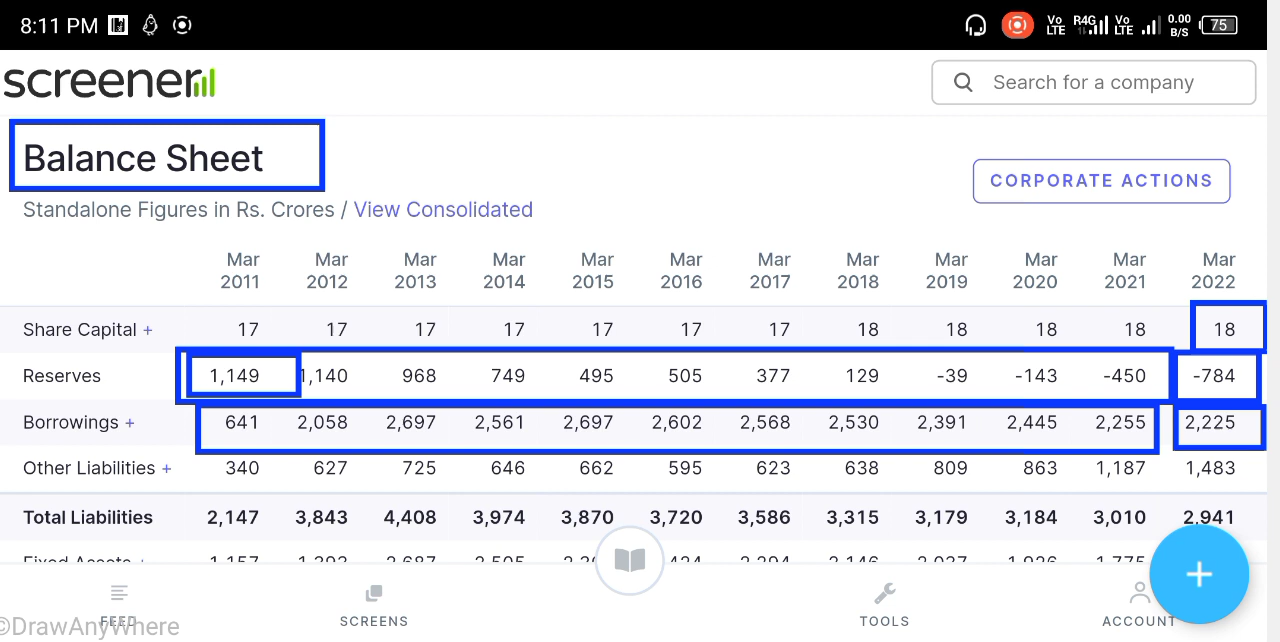 8:11 PM Vo LTE R4G Vo LTE 0.00 B/S 75
screener Search for a company
Balance Sheet
CORPORATE ACTIONS
Standalone Figures in Rs. Crores / View Consolidated
Mar Mar Mar Mar Mar Mar Mar Mar Mar Mar Mar Mar
2011 2012 2013 2014 2015 2016 2017 2018 2019 2020 2021 2022
Share Capital + 17 17 17 17 17 17 17 18 18 18 18 18
Reserves 1,149 1,140 968 749 495 505 377 129 -39 -143 -450 -784
Borrowings + 641 2,058 2,697 2,561 2,697 2,602 2,568 2,530 2,391 2,445 2,255 2,225
Other Liabilities + 340 627 725 646 662 595 623 638 809 863 1,187 1,483
Total Liabilities 2,147 3,843 4,408 3,974 3,870 3,720 3,586 3,315 3,179 3,184 3,010 2,941
Fixed Assets +
FEED SCREENS TOOLS ACCOUNT
©DrawAnyWhere